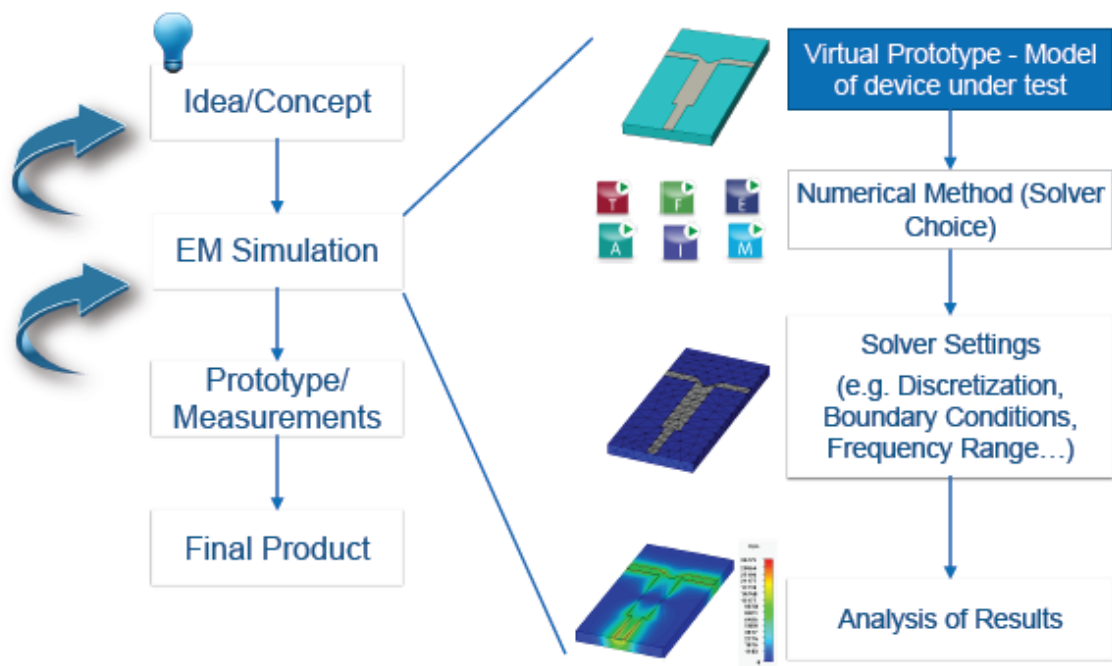 Idea/Concept
EM Simulation
Prototype/
Measurements
Final Product
Virtual Prototype - Model
of device under test
T
F
E
A
I
M
Numerical Method (Solver
Choice)
Solver Settings
(e.g. Discretization,
Boundary Conditions,
Frequency Range…)
Analysis of Results